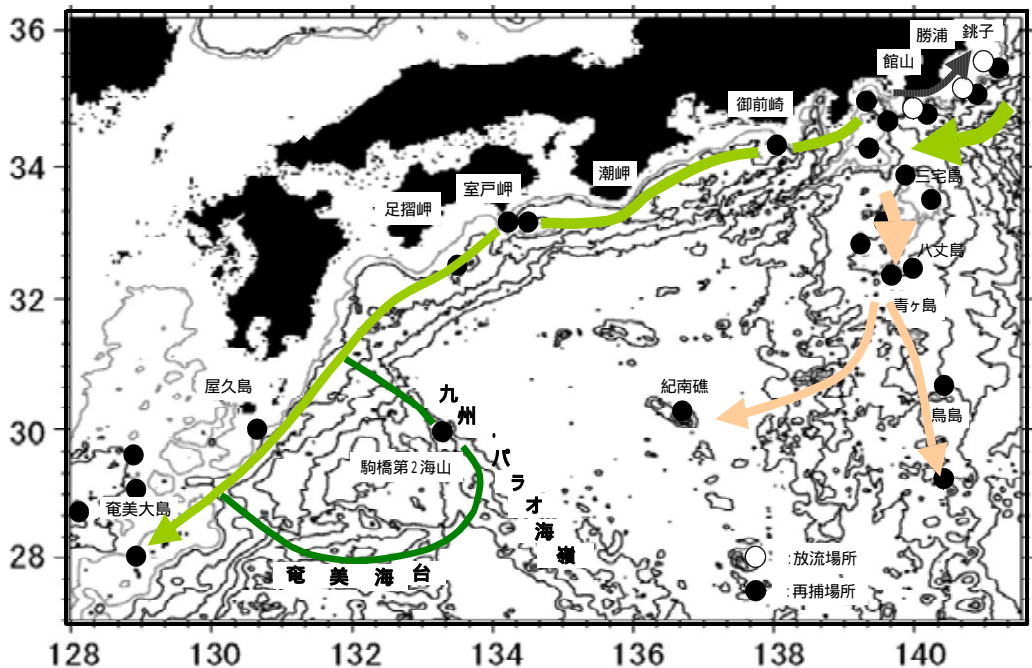 36
34
32
30
28
銚子
勝浦
館山
御前崎
潮岬
室戸岬
足摺岬
三宅島
八丈島
青ヶ島
屋久島
紀南礁
鳥島
九州・パラオ海嶺
駒橋第2海山
奄美大島
奄美海台
:放流場所
:再捕場所
128 130 132 134 136 138 140